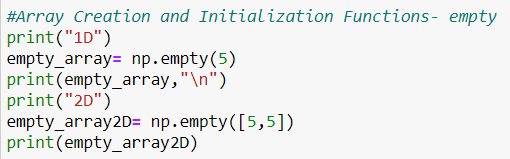 #Array Creation and Initialization Functions- empty
print("1D")
empty_array= np.empty(5)
print(empty_array,"\n")
print("2D")
empty_array2D= np.empty([5,5])
print(empty_array2D)